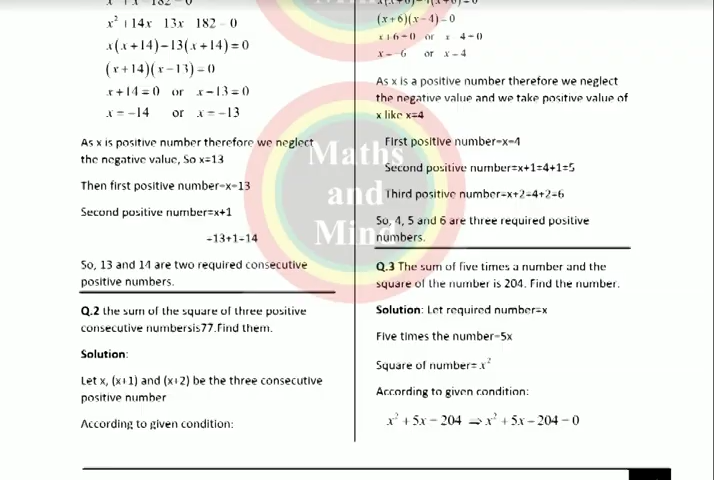 x² + 14x 13x 182 – 0
x(x+14)–13(x+14)=0
(x+14)(x–13)=0
x+14=0 or x–13=0
x=–14 or x=–13
As x is positive number therefore we neglect
the negative value, So x=13
Then first positive number=x=13
Second positive number=x+1
=13+1=14
So, 13 and 14 are two required consecutive
positive numbers.
Q.2 the sum of the square of three positive
consecutive numbersis77.Find them.
Solution:
Let x, (x+1) and (x+2) be the three consecutive
positive number
According to given condition:
(x+6)(x–4)–0
x+6=0 or x 4=0
x=–6 or x–4
As x is a positive number therefore we neglect
the negative value and we take positive value of
x like x=4
First positive number=x=4
Second positive number=x+1=4+1=5
Third positive number=x+2=4+2=6
So, 4, 5 and 6 are three required positive
numbers.
Q.3 The sum of five times a number and the
square of the number is 204. Find the number.
Solution: Let required number=x
Five times the number=5x
Square of number= x²
According to given condition:
x² + 5x – 204 ⇒ x² + 5x – 204 – 0
Maths
and
Mind